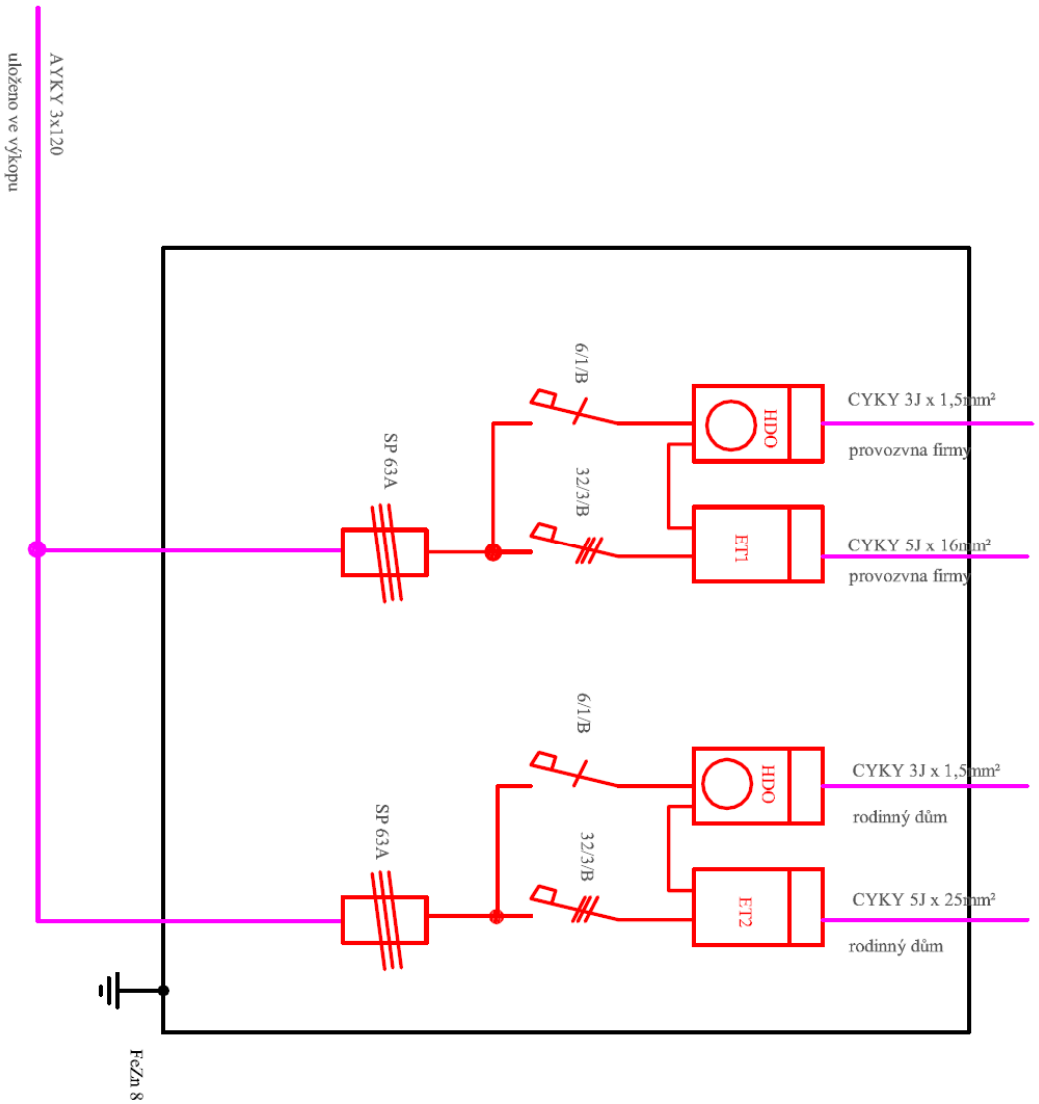 AYKY 3x120
uloženo ve výkopu
6/1/B
HDO
CYKY 3J x 1,5mm²
provozvna firmy
SP 63A
32/3/B
ET1
CYKY 5J x 16mm²
provozvna firmy
6/1/B
HDO
CYKY 3J x 1,5mm²
rodinný dům
SP 63A
32/3/B
ET2
CYKY 5J x 25mm²
rodinný dům
FeZn 8